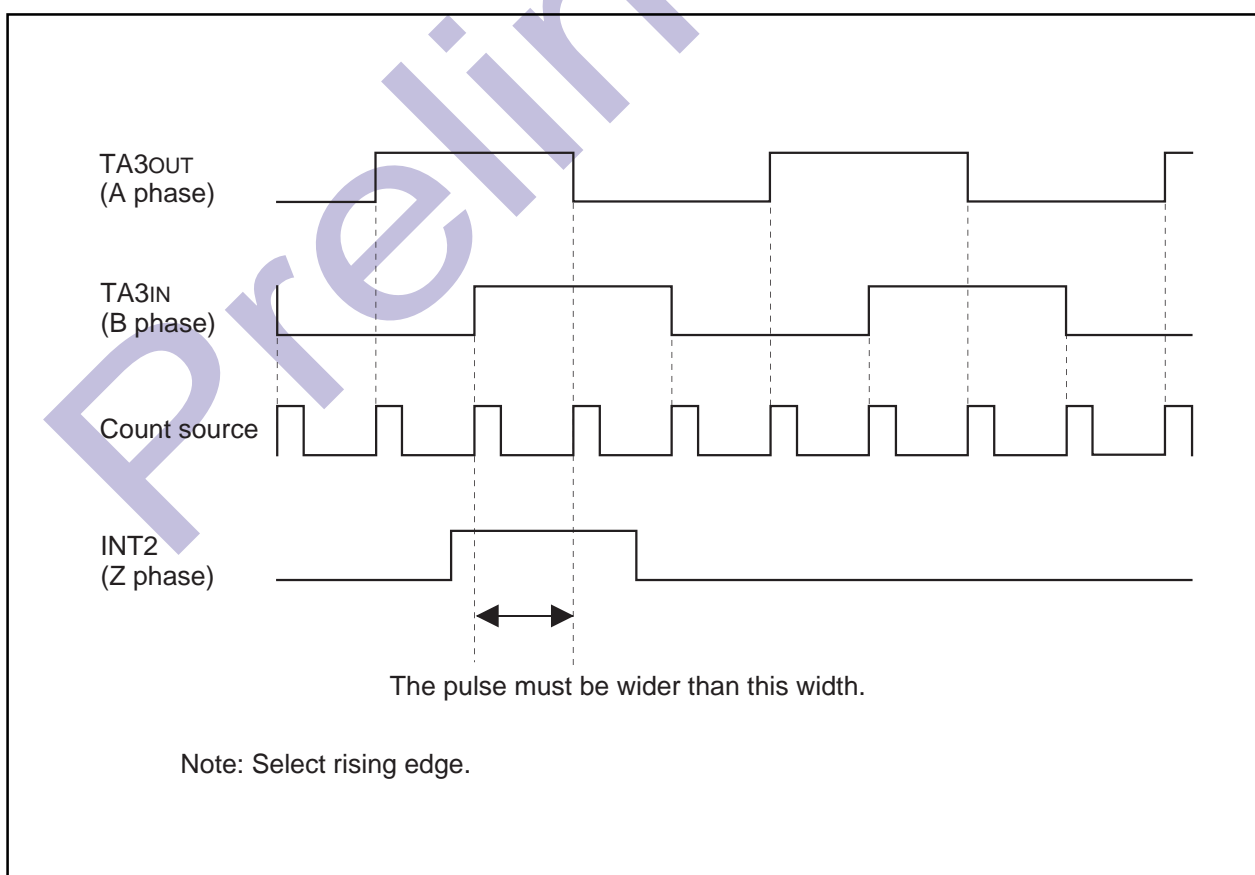 Prelim
TA3OUT
(A phase)
TA3IN
(B phase)
Count source
INT2
(Z phase)
The pulse must be wider than this width.
Note: Select rising edge.